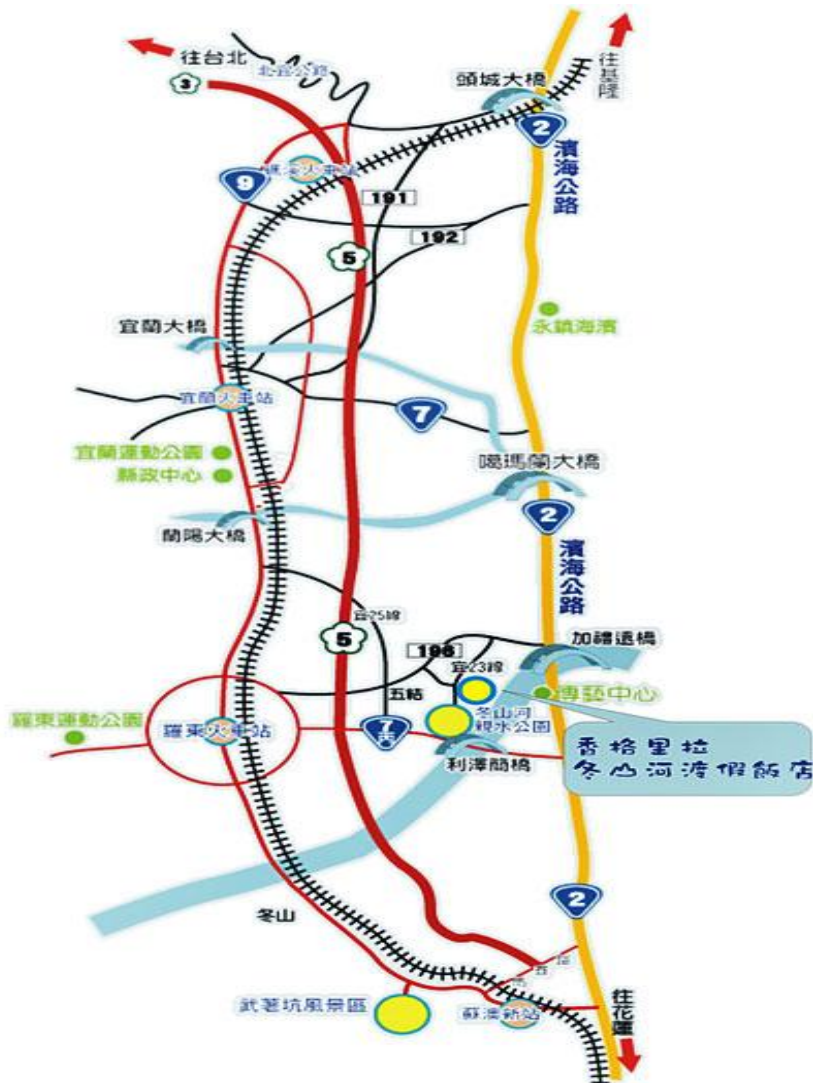 往台北
北宜公路
往基隆
頭城大橋
3
2
濱海公路
9
礁溪火車站
191
192
5
永鎮海濱
宜蘭大橋
宜蘭火車站
7
宜蘭運動公園
縣政中心
噶瑪蘭大橋
蘭陽大橋
2
濱海公路
宜25線
5
196
加禮遠橋
宜23線
五結
傳藝中心
羅東運動公園
羅東火車站
7丙
冬山河
親水公園
利澤簡橋
香格里拉
冬山河渡假飯店
冬山
2
武荖坑風景區
蘇澳新站
往花蓮